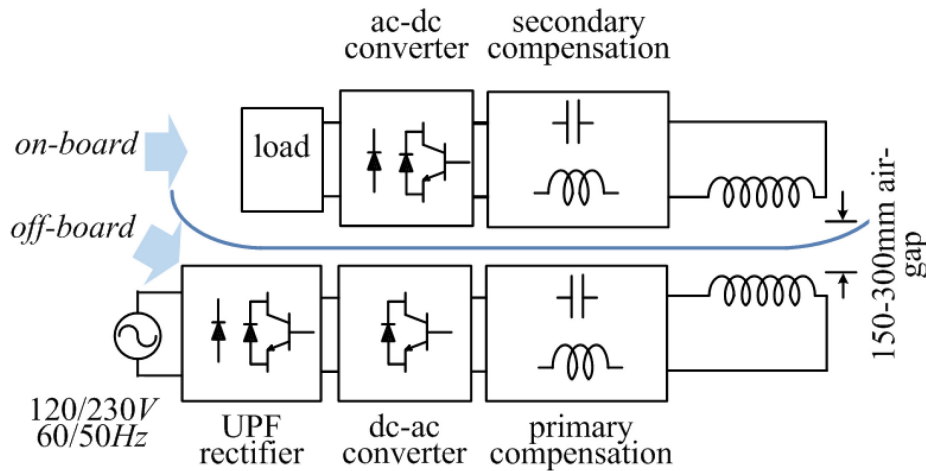 ac-dc
converter
secondary
compensation
on-board
load
off-board
150-300mm air-
gap
120/230V
60/50Hz
UPF
rectifier
dc-ac
converter
primary
compensation